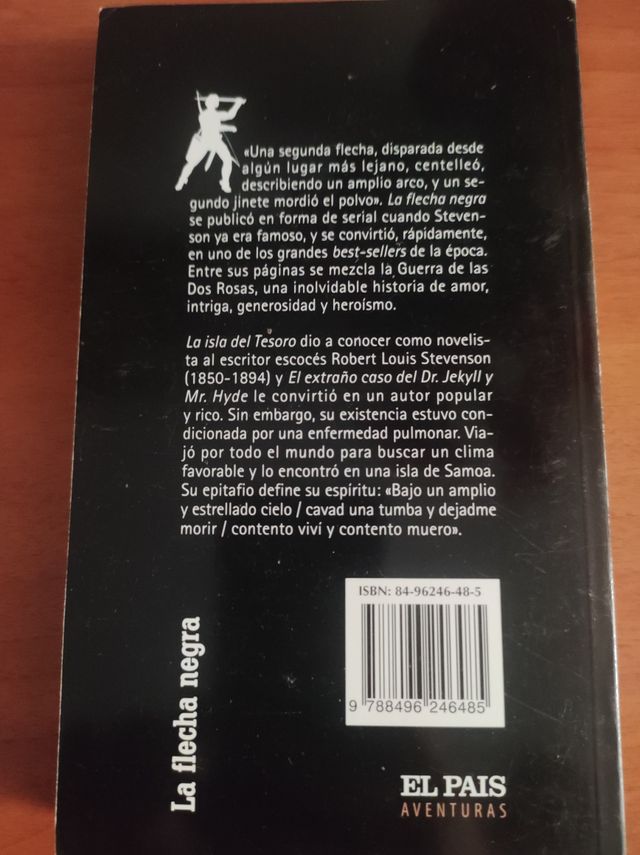 «Una segunda flecha, disparada desde
algún lugar más lejano, centelleó,
describiendo un amplio arco, y un se-
gundo jinete mordió el polvo». La flecha negra
se publicó en forma de serial cuando Steven-
son ya era famoso, y se convirtió, rápidamente,
en uno de los grandes best-sellers de la época.
Entre sus páginas se mezcla la Guerra de las
Dos Rosas, una inolvidable historia de amor,
intriga, generosidad y heroísmo.
La isla del Tesoro dio a conocer como novelis-
ta al escritor escocés Robert Louis Stevenson
(1850-1894) y El extraño caso del Dr. Jekyll y
Mr. Hyde le convirtió en un autor popular
y rico. Sin embargo, su existencia estuvo con-
dicionada por una enfermedad pulmonar. Via-
jó por todo el mundo para buscar un clima
favorable y lo encontró en una isla de Samoa.
Su epitafio define su espíritu: «Bajo un amplio
y estrellado cielo / cavad una tumba y dejadme
morir / contento viví y contento muero».
ISBN: 84-96246-48-5
9 788496 246485
La flecha negra
EL PAIS
AVENTURAS